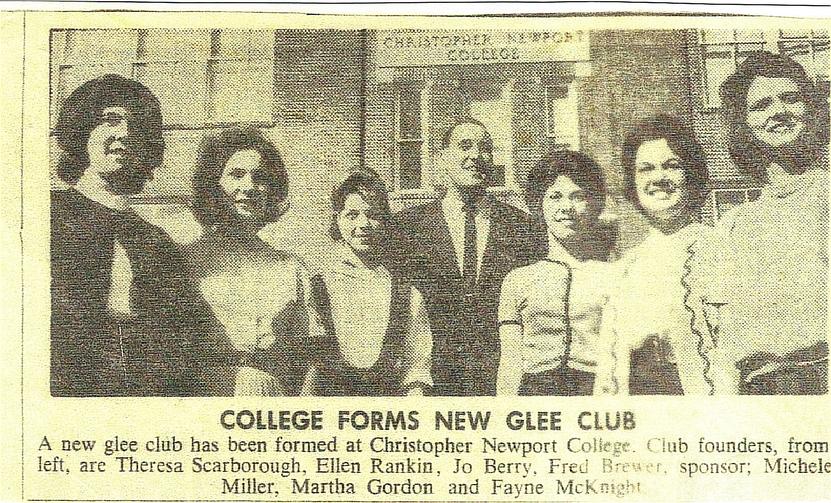 CHRISTOPHER NEWPORT
COLLEGE
COLLEGE FORMS NEW GLEE CLUB
A new glee club has been formed at Christopher Newport College. Club founders, from
left, are Theresa Scarborough, Ellen Rankin, Jo Berry, Fred Brewer, sponsor; Michele
Miller, Martha Gordon and Fayne McKnight